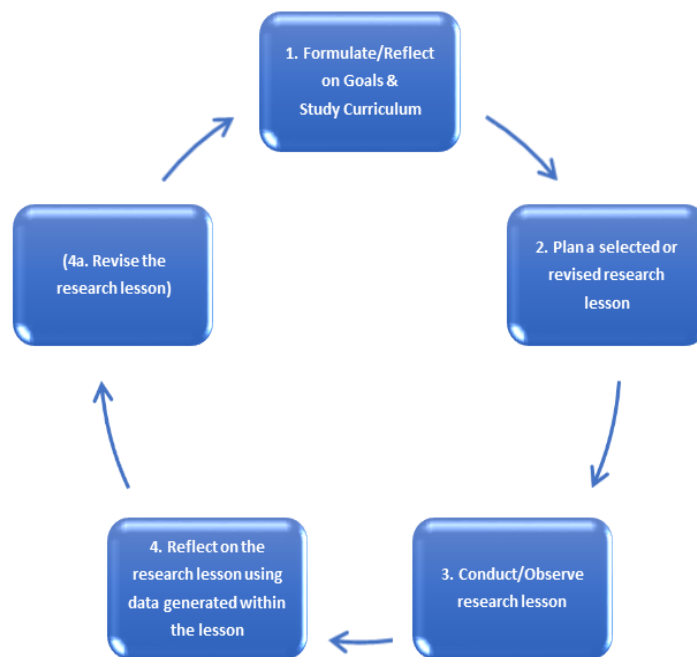 1. Formulate/Reflect
on Goals &
Study Curriculum
2. Plan a selected or
revised research
lesson
3. Conduct/Observe
research lesson
4. Reflect on the
research lesson using
data generated within
the lesson
(4a. Revise the
research lesson)